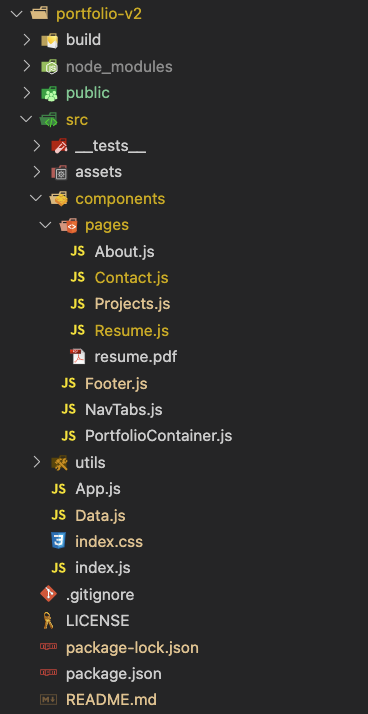 portfolio-v2
build
node_modules
public
src
__tests__
assets
components
pages
JS About.js
JS Contact.js
JS Projects.js
JS Resume.js
resume.pdf
JS Footer.js
JS NavTabs.js
JS PortfolioContainer.js
utils
JS App.js
JS Data.js
index.css
JS index.js
.gitignore
LICENSE
package-lock.json
package.json
README.md